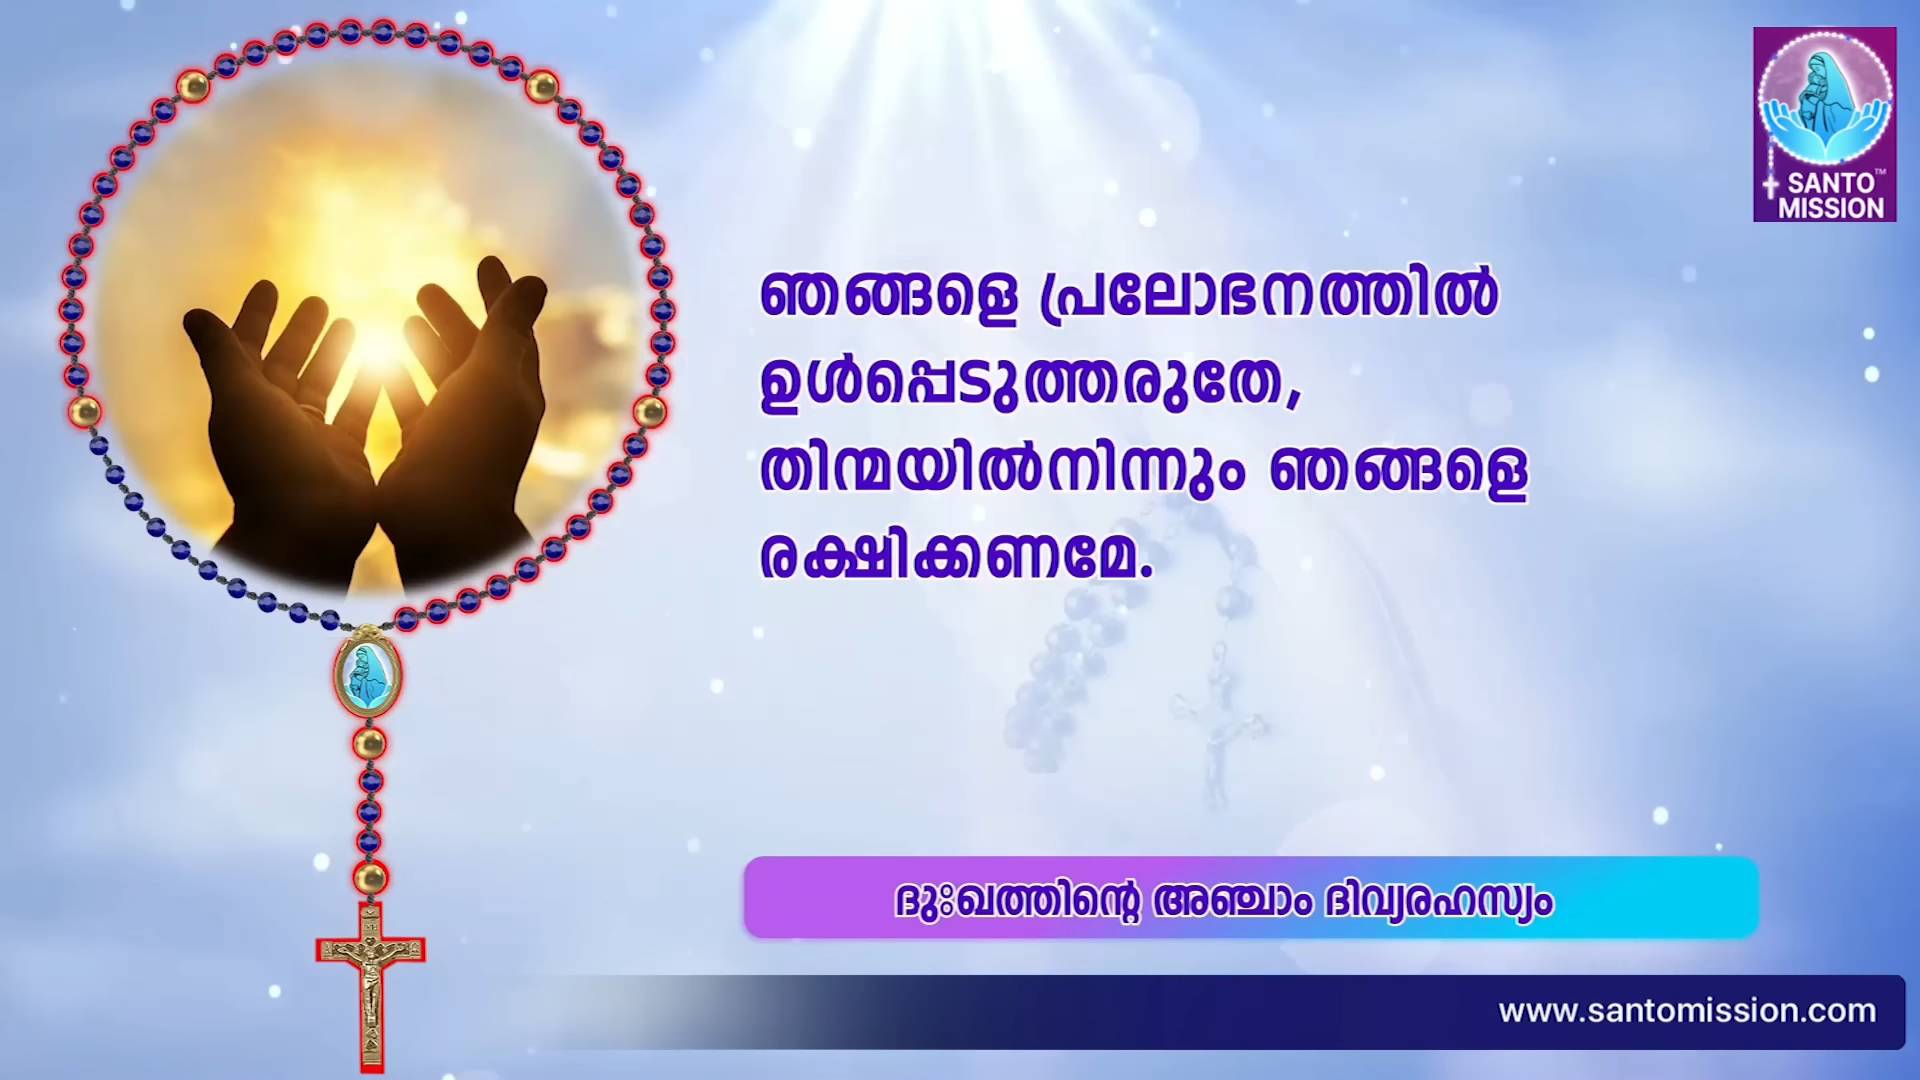 SANTO™
MISSION
ഞങ്ങളെ പ്രലോഭനത്തിൽ
ഉൾപ്പെടുത്തരുതേ,
തിന്മയിൽനിന്നും ഞങ്ങളെ
രക്ഷിക്കണമേ.
ദുഃഖത്തിന്റെ അഞ്ചാം ദിവ്യരഹസ്യം
www.santomission.com